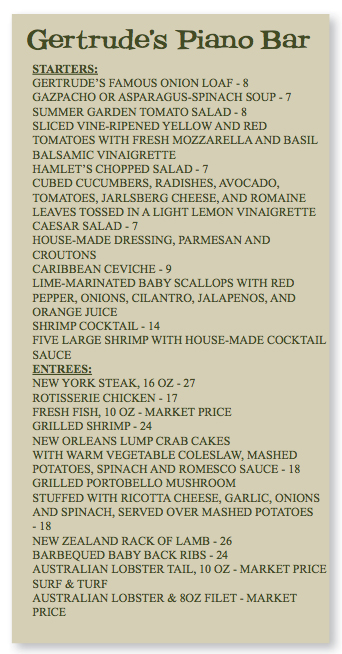 Gertrude's Piano Bar
STARTERS:
GERTRUDE'S FAMOUS ONION LOAF - 8
GAZPACHO OR ASPARAGUS-SPINACH SOUP - 7
SUMMER GARDEN TOMATO SALAD - 8
SLICED VINE-RIPENED YELLOW AND RED
TOMATOES WITH FRESH MOZZARELLA AND BASIL
BALSAMIC VINAIGRETTE
HAMLET'S CHOPPED SALAD - 7
CUBED CUCUMBERS, RADISHES, AVOCADO,
TOMATOES, JARLSBERG CHEESE, AND ROMAINE
LEAVES TOSSED IN A LIGHT LEMON VINAIGRETTE
CAESAR SALAD - 7
HOUSE-MADE DRESSING, PARMESAN AND
CROUTONS
CARIBBEAN CEVICHE - 9
LIME-MARINATED BABY SCALLOPS WITH RED
PEPPER, ONIONS, CILANTRO, JALAPENOS, AND
ORANGE JUICE
SHRIMP COCKTAIL - 14
FIVE LARGE SHRIMP WITH HOUSE-MADE COCKTAIL
SAUCE
ENTREES:
NEW YORK STEAK, 16 OZ - 27
ROTISSERIE CHICKEN - 17
FRESH FISH, 10 OZ - MARKET PRICE
GRILLED SHRIMP - 24
NEW ORLEANS LUMP CRAB CAKES
WITH WARM VEGETABLE COLESLAW, MASHED
POTATOES, SPINACH AND ROMESCO SAUCE - 18
GRILLED PORTOBELLO MUSHROOM
STUFFED WITH RICOTTA CHEESE, GARLIC, ONIONS
AND SPINACH, SERVED OVER MASHED POTATOES
- 18
NEW ZEALAND RACK OF LAMB - 26
BARBEQUED BABY BACK RIBS - 24
AUSTRALIAN LOBSTER TAIL, 10 OZ - MARKET PRICE
SURF & TURF
AUSTRALIAN LOBSTER & 8OZ FILET - MARKET
PRICE